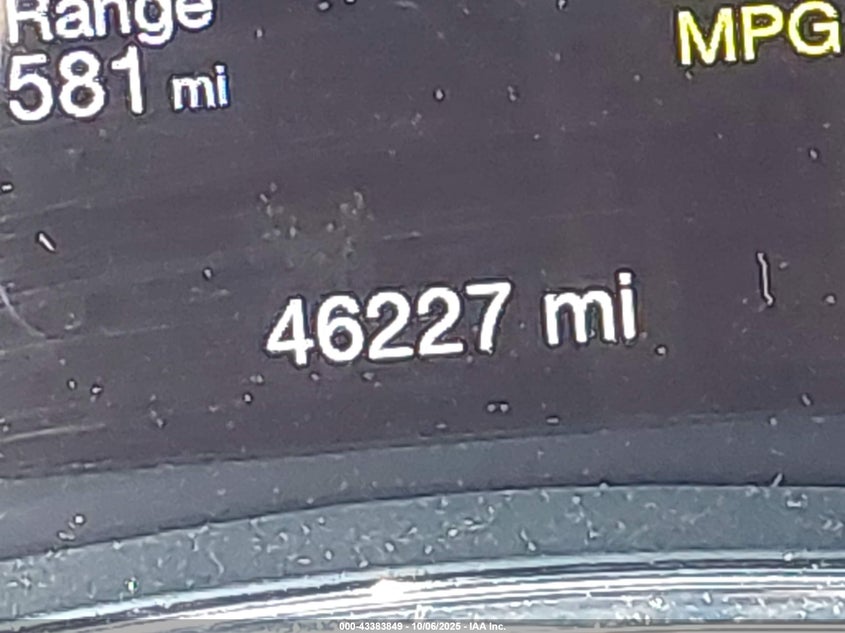 Range
MPG
581 mi
46227 mi
000-43383849 - 10/06/2025 - IAA Inc.